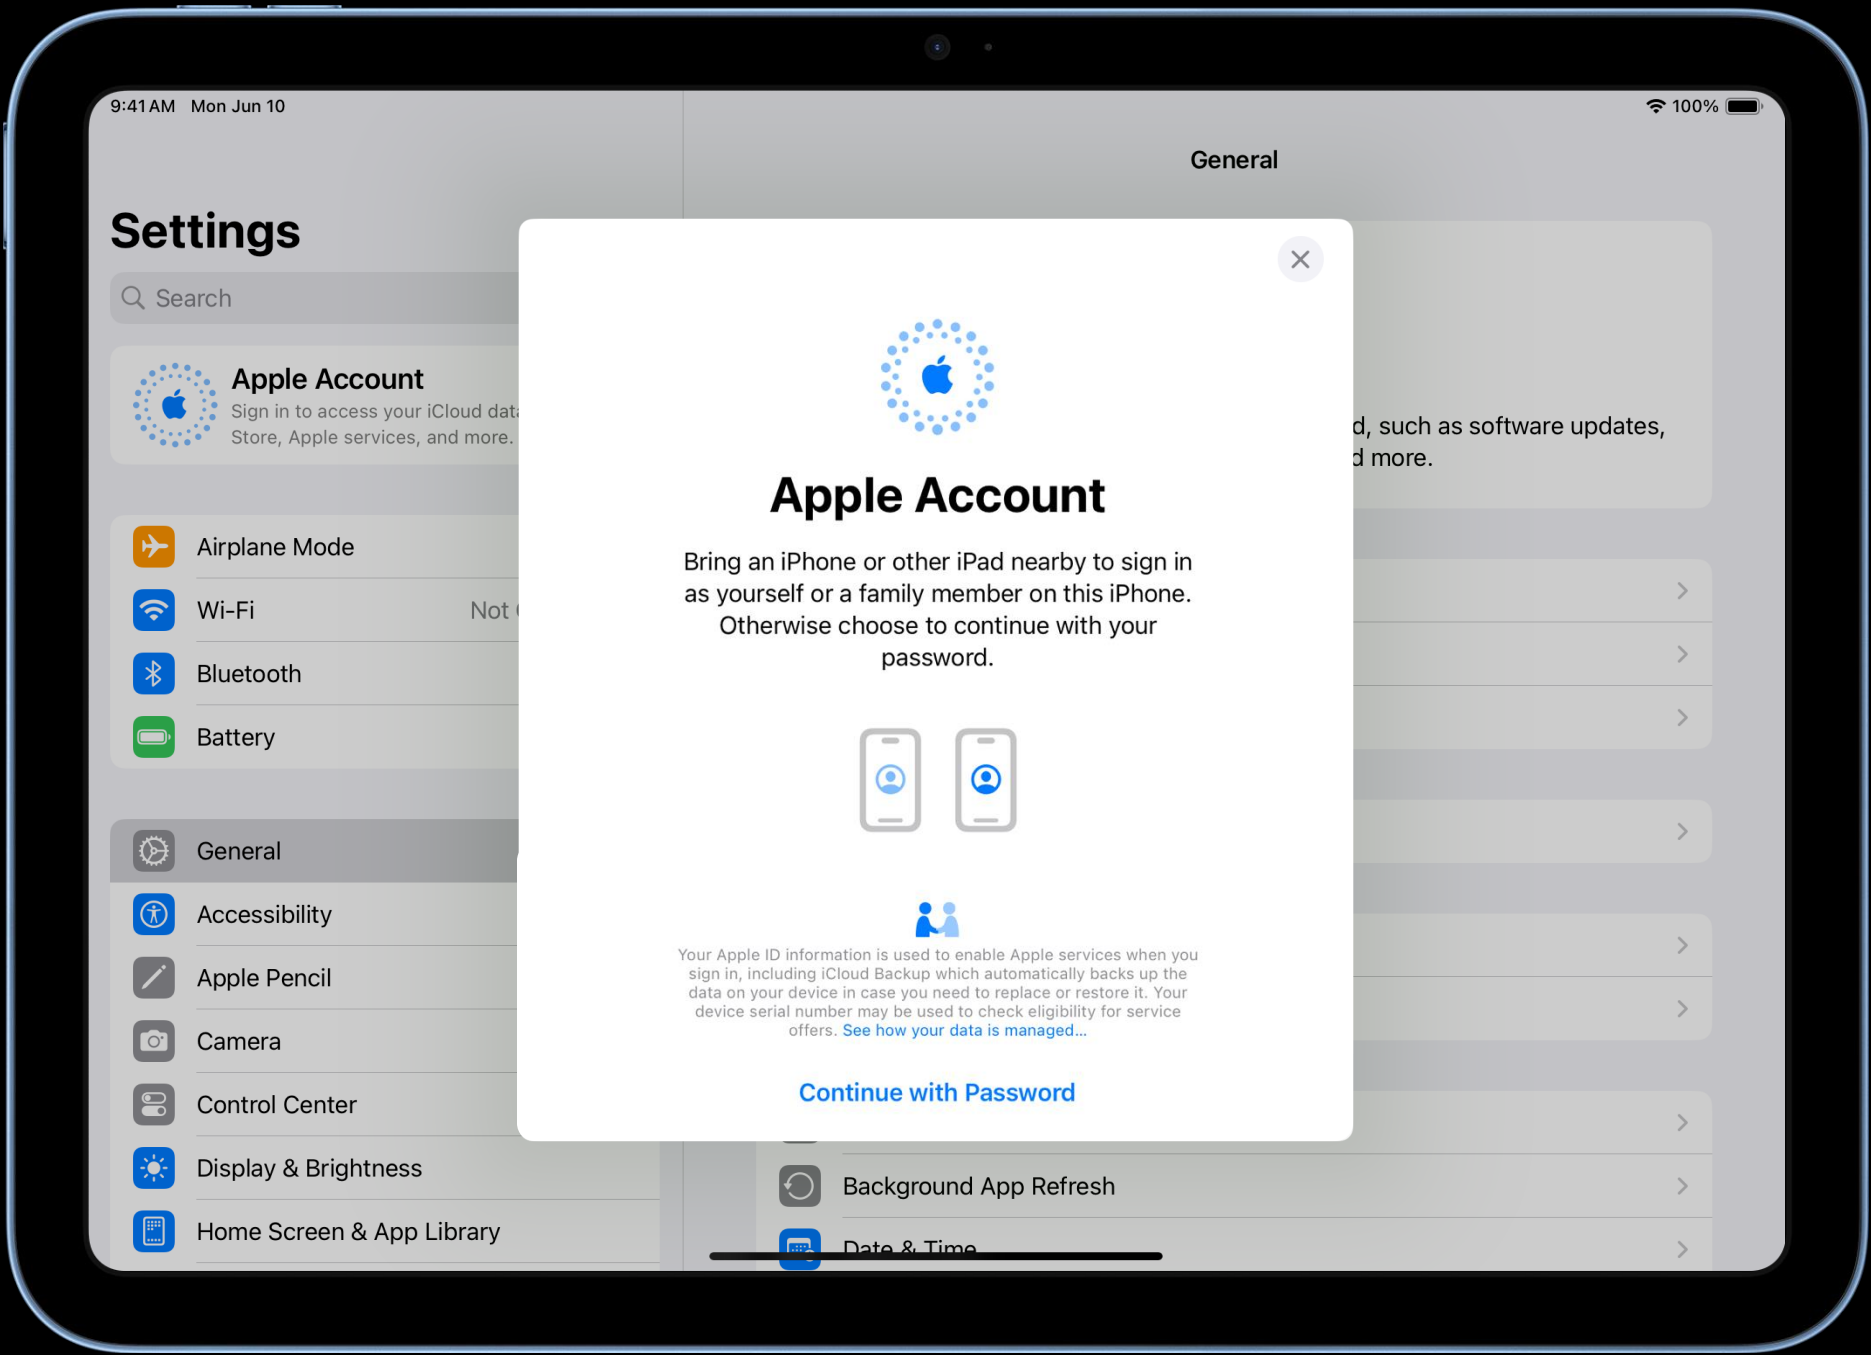 9:41 AM Mon Jun 10
100%
Settings
Search
Apple Account
Sign in to access your iCloud
Store, Apple services, and more.
Airplane Mode
Wi-Fi
Not
Bluetooth
Battery
General
Accessibility
Apple Pencil
Camera
Control Center
Display & Brightness
Home Screen & App Library
General
such as software updates,
more.
Apple Account
Bring an iPhone or other iPad nearby to sign in
as yourself or a family member on this iPhone.
Otherwise choose to continue with your
password.
Your Apple ID information is used to enable Apple services when you
sign in, including iCloud Backup which automatically backs up the
data on your device in case you need to replace or restore it. Your
device serial number may be used to check eligibility for service
offers. See how your data is managed...
Continue with Password
Background App Refresh
Date & Time